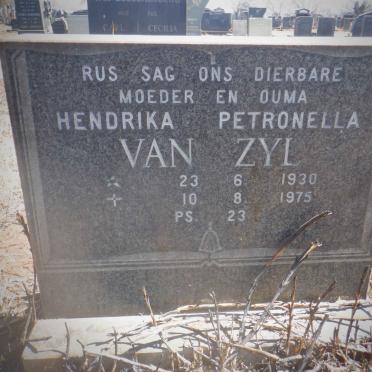 CECILIA
RUS SAG ONS DIERBARE
MOEDER EN OUMA
HENDRIKA PETRONELLA
VAN ZYL
☆ 23 6 1930
✝ 10 8 1975
PS. 23